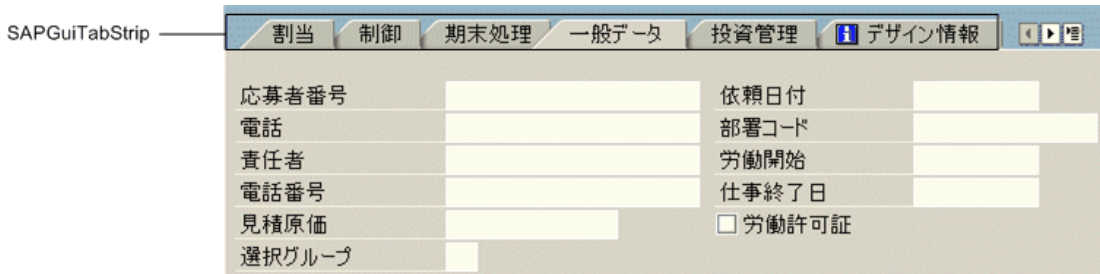 SAPGuiTabStrip
割当 制御 期末処理 一般データ 投資管理 デザイン情報
応募者番号 依頼日付
電話 部署コード
責任者 労働開始
電話番号 仕事終了日
見積原価 労働許可証
選択グループ